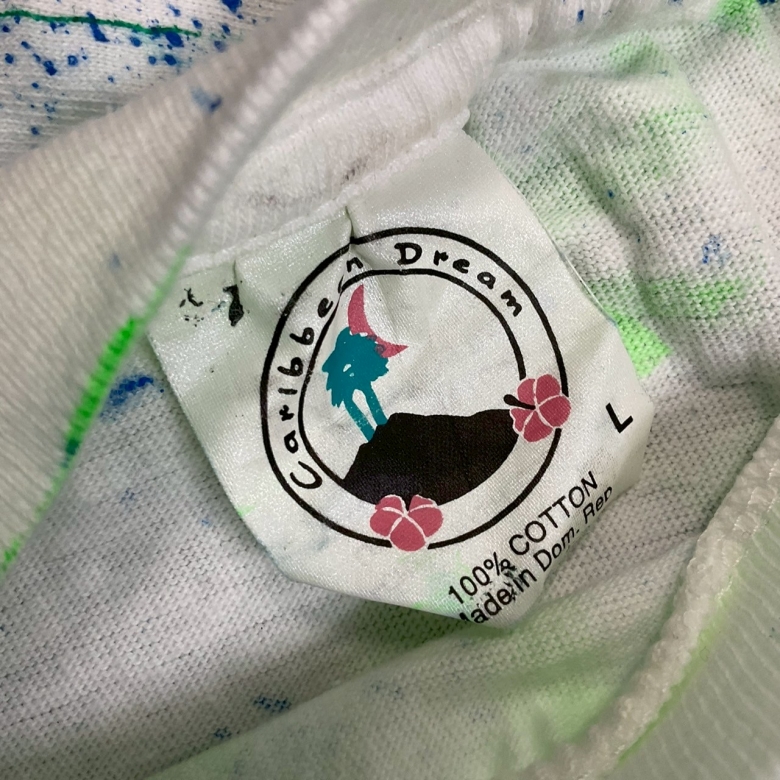 Caribbean Dream
L
100% COTTON
Made in Dom. Rep